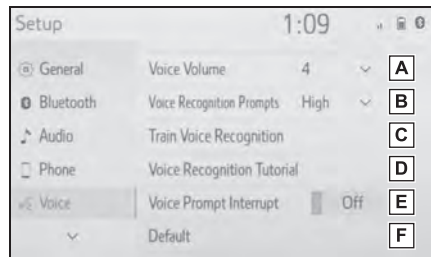 Setup 1:09
General Voice Volume 4 A
Bluetooth Voice Recognition Prompts High B
Audio Train Voice Recognition C
Phone Voice Recognition Tutorial D
Voice Voice Prompt Interrupt Off E
Default F